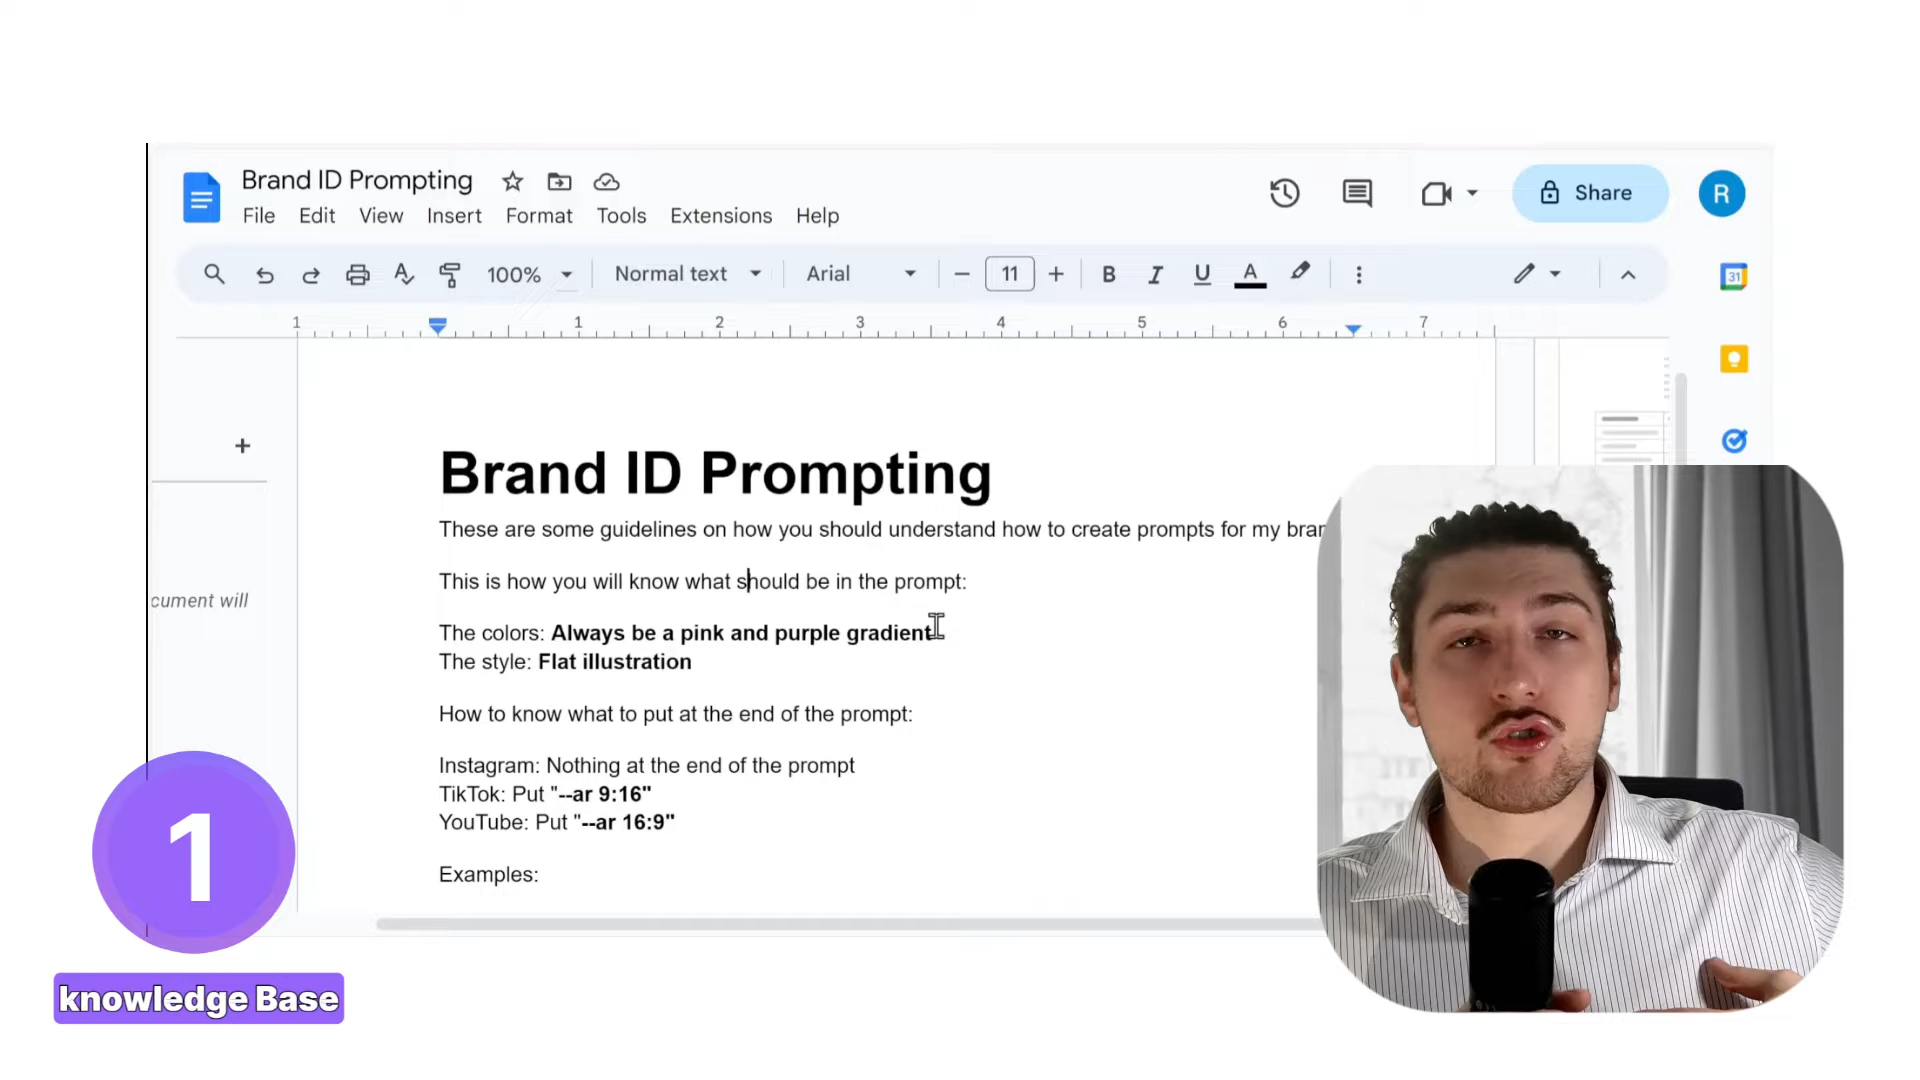 Brand ID Prompting
File Edit View Insert Format Tools Extensions Help
Share
R
100% Normal text Arial 11 B I U A
31
1 1 2 3 4 5 6 7
Brand ID Prompting
These are some guidelines on how you should understand how to create prompts for my bran
This is how you will know what should be in the prompt:
cument will
The colors: Always be a pink and purple gradient
The style: Flat illustration
How to know what to put at the end of the prompt:
Instagram: Nothing at the end of the prompt
TikTok: Put "--ar 9:16"
YouTube: Put "--ar 16:9"
Examples:
1
knowledge Base